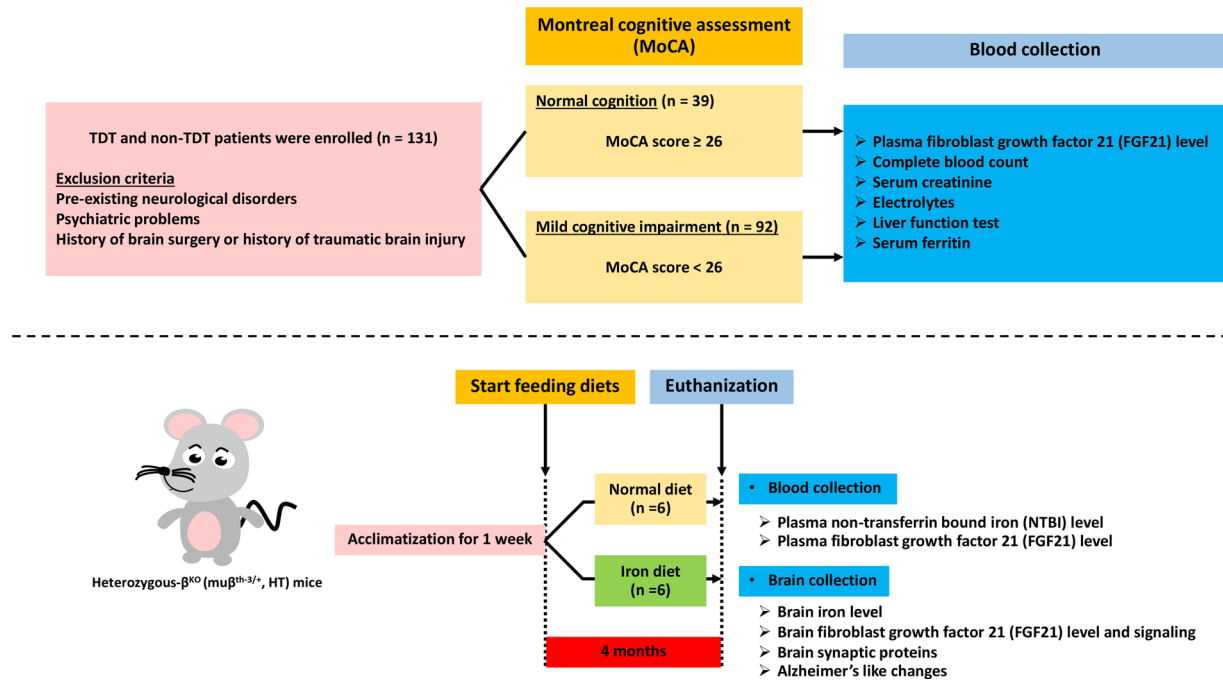 Montreal cognitive assessment
(MoCA)
Blood collection
TDT and non-TDT patients were enrolled (n = 131)
Exclusion criteria
Pre-existing neurological disorders
Psychiatric problems
History of brain surgery or history of traumatic brain injury
Normal cognition (n = 39)
MoCA score ≥ 26
Mild cognitive impairment (n = 92)
MoCA score < 26
➢ Plasma fibroblast growth factor 21 (FGF21) level
➢ Complete blood count
➢ Serum creatinine
➢ Electrolytes
➢ Liver function test
➢ Serum ferritin
Start feeding diets
Euthanization
Heterozygous-β^KO (muβ^th-3/+, HT) mice
Acclimatization for 1 week
Normal diet
(n =6)
Iron diet
(n =6)
4 months
• Blood collection
➢ Plasma non-transferrin bound iron (NTBI) level
➢ Plasma fibroblast growth factor 21 (FGF21) level
• Brain collection
➢ Brain iron level
➢ Brain fibroblast growth factor 21 (FGF21) level and signaling
➢ Brain synaptic proteins
➢ Alzheimer's like changes